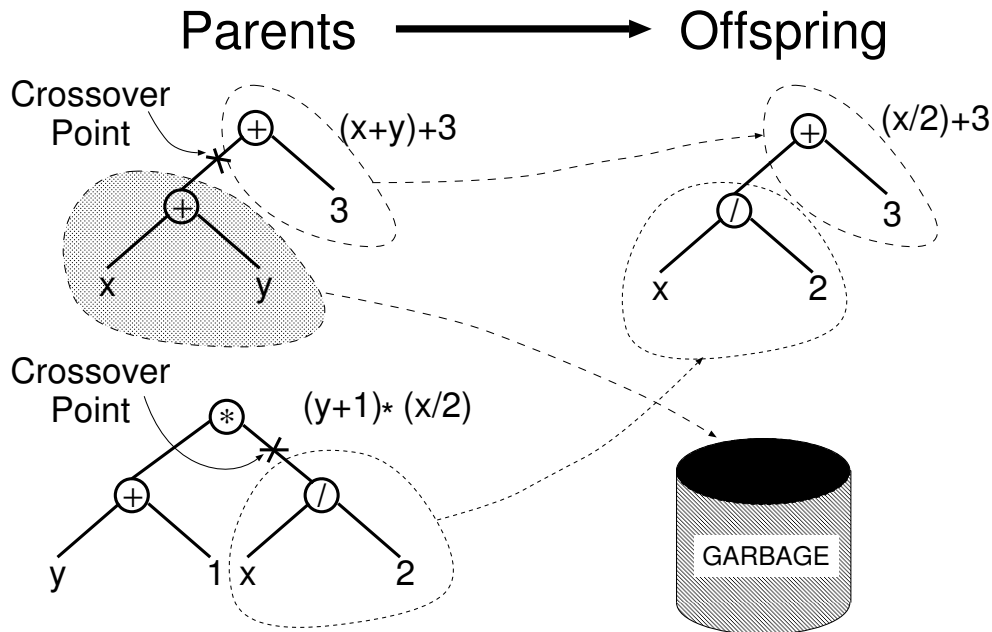 Parents
Offspring
Crossover
Point
+
(x+y)+3
+
3
x
y
+
(x/2)+3
/
3
x
2
Crossover
Point
*
(y+1)* (x/2)
+
/
y
1
x
2
GARBAGE